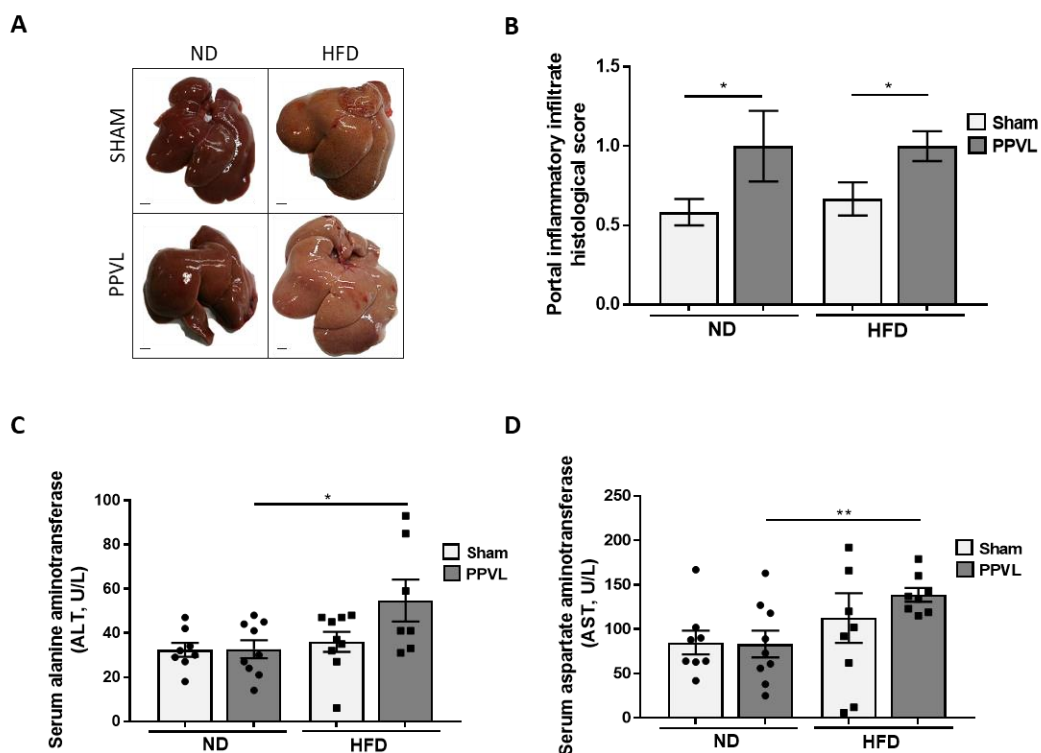 A
ND HFD
SHAM
PPVL
B
Portal inflammatory infiltrate
histological score
1.5
1.0
0.5
0.0
* *
ND HFD
Sham
PPVL
C
Serum alanine aminotransferase
(ALT, U/L)
100
80
60
40
20
0
*
ND HFD
Sham
PPVL
D
Serum aspartate aminotransferase
(AST, U/L)
250
200
150
100
50
0
**
ND HFD
Sham
PPVL